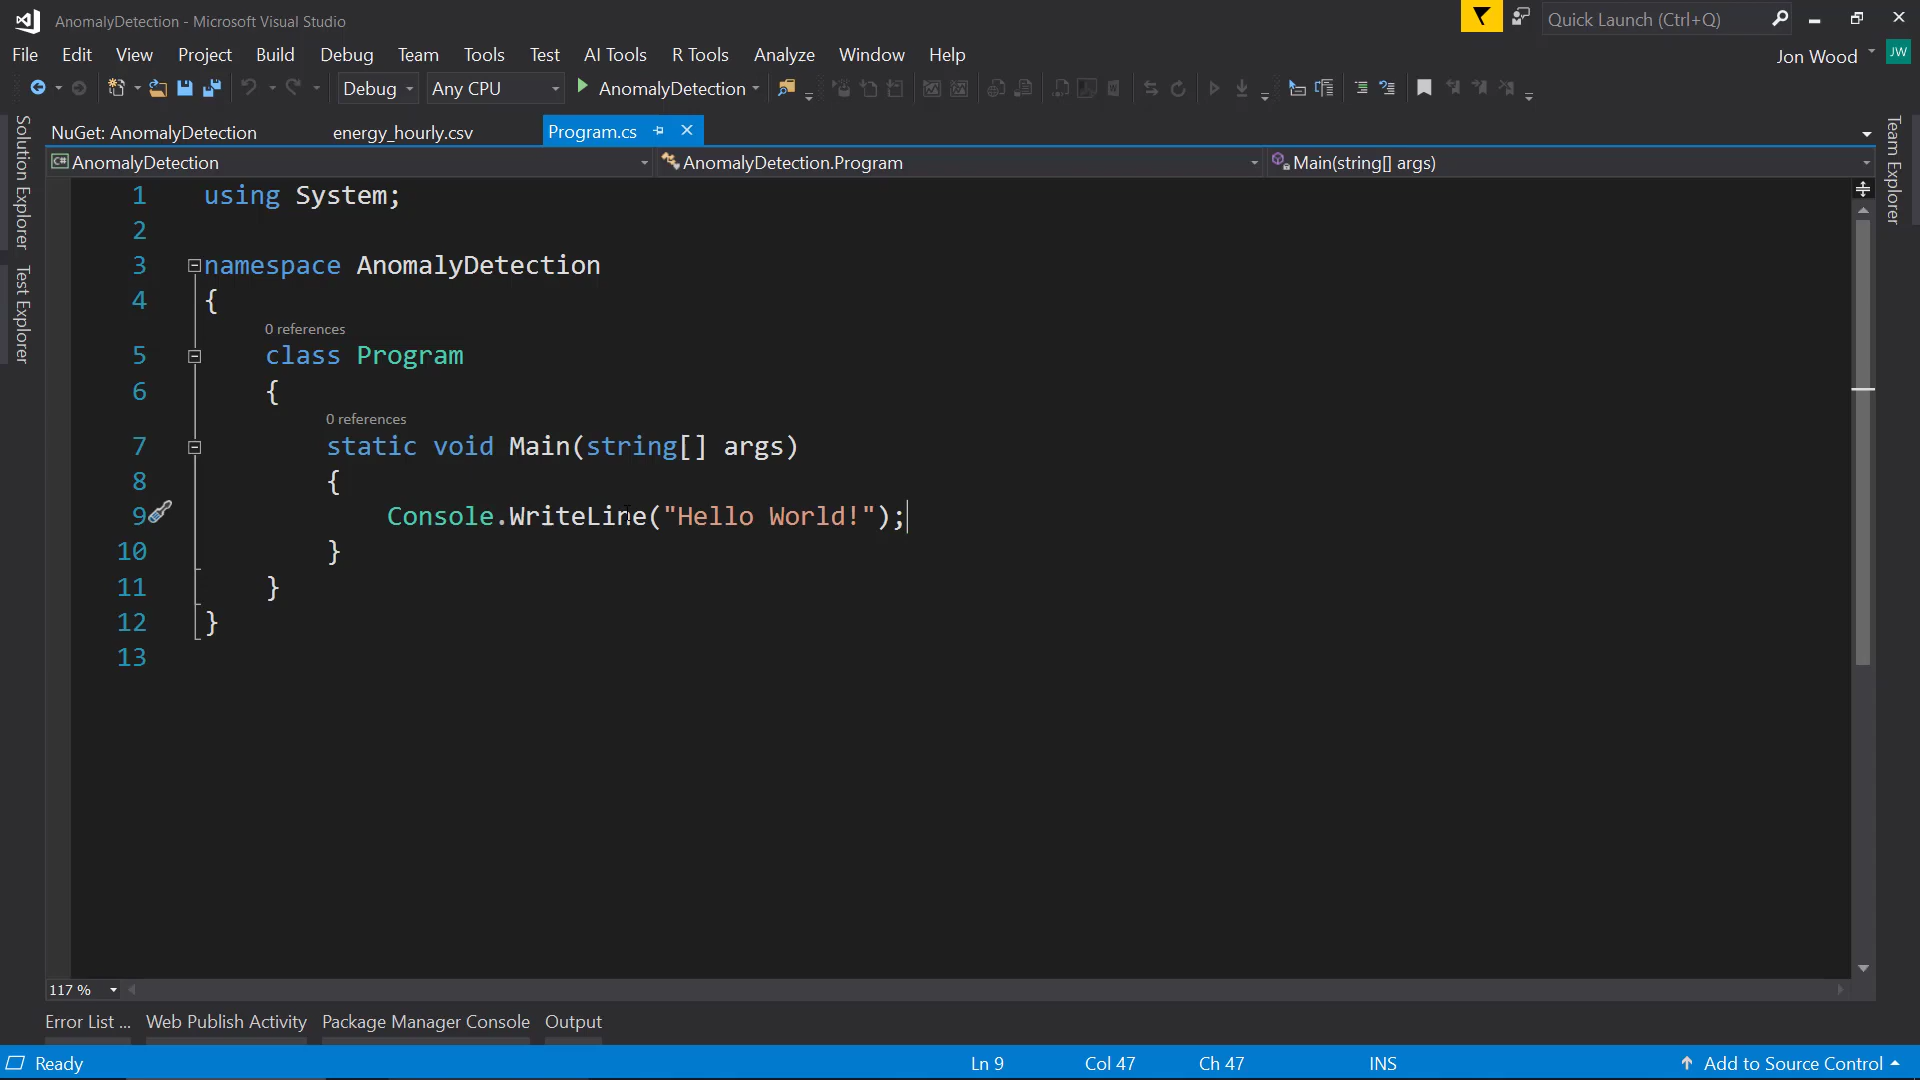 AnomalyDetection - Microsoft Visual Studio
Quick Launch (Ctrl+Q)
File Edit View Project Build Debug Team Tools Test AI Tools R Tools Analyze Window Help
Jon Wood JW
Debug Any CPU AnomalyDetection
NuGet: AnomalyDetection energy_hourly.csv Program.cs
C# AnomalyDetection AnomalyDetection.Program Main(string[] args)
Solution Explorer
Test Explorer
Team Explorer
1 using System;
2
3 namespace AnomalyDetection
4 {
0 references
5 class Program
6 {
0 references
7 static void Main(string[] args)
8 {
9 Console.WriteLine("Hello World!");
10 }
11 }
12 }
13
117 %
Error List ... Web Publish Activity Package Manager Console Output
Ready Ln 9 Col 47 Ch 47 INS Add to Source Control